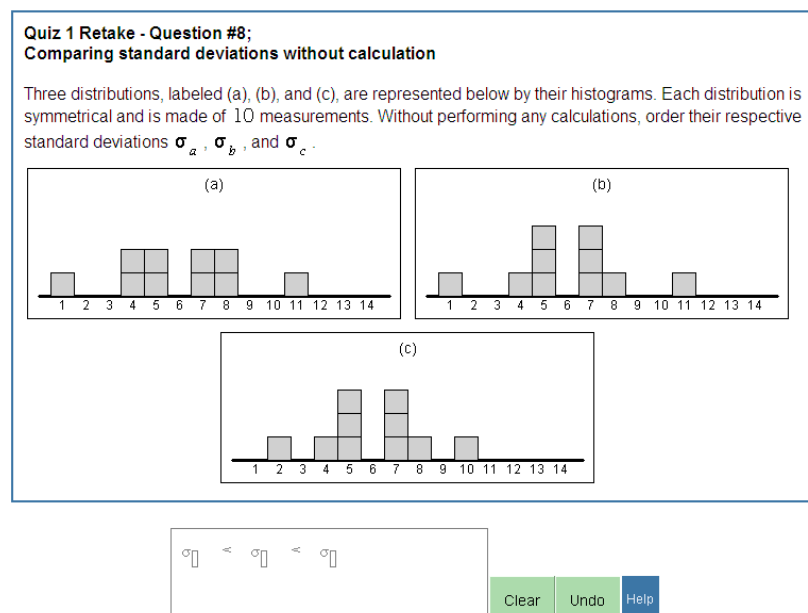 Quiz 1 Retake - Question #8;
Comparing standard deviations without calculation
Three distributions, labeled (a), (b), and (c), are represented below by their histograms. Each distribution is
symmetrical and is made of 10 measurements. Without performing any calculations, order their respective
standard deviations σ_a , σ_b , and σ_c .
(a)
1 2 3 4 5 6 7 8 9 10 11 12 13 14
(b)
1 2 3 4 5 6 7 8 9 10 11 12 13 14
(c)
1 2 3 4 5 6 7 8 9 10 11 12 13 14
σ▯ < σ▯ < σ▯
Clear Undo Help